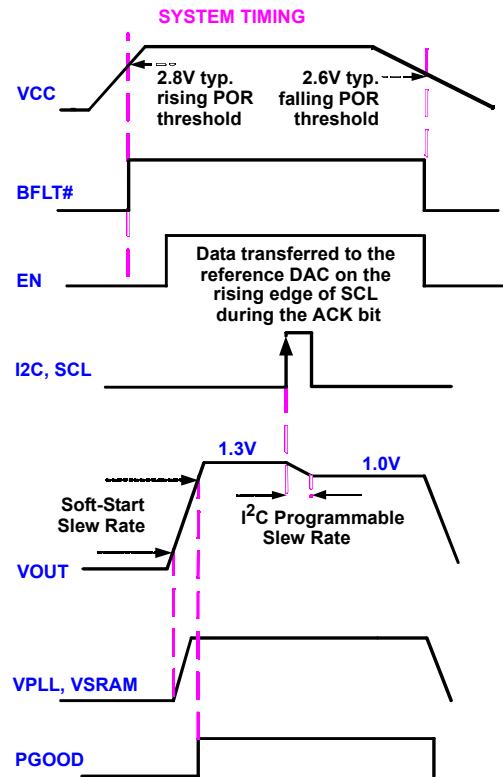 SYSTEM TIMING
VCC
2.8V typ.
rising POR
threshold
2.6V typ.
falling POR
threshold
BFLT#
EN
Data transferred to the
reference DAC on the
rising edge of SCL
during the ACK bit
I2C, SCL
1.3V
1.0V
Soft-Start
Slew Rate
I2C Programmable
Slew Rate
VOUT
VPLL, VSRAM
PGOOD